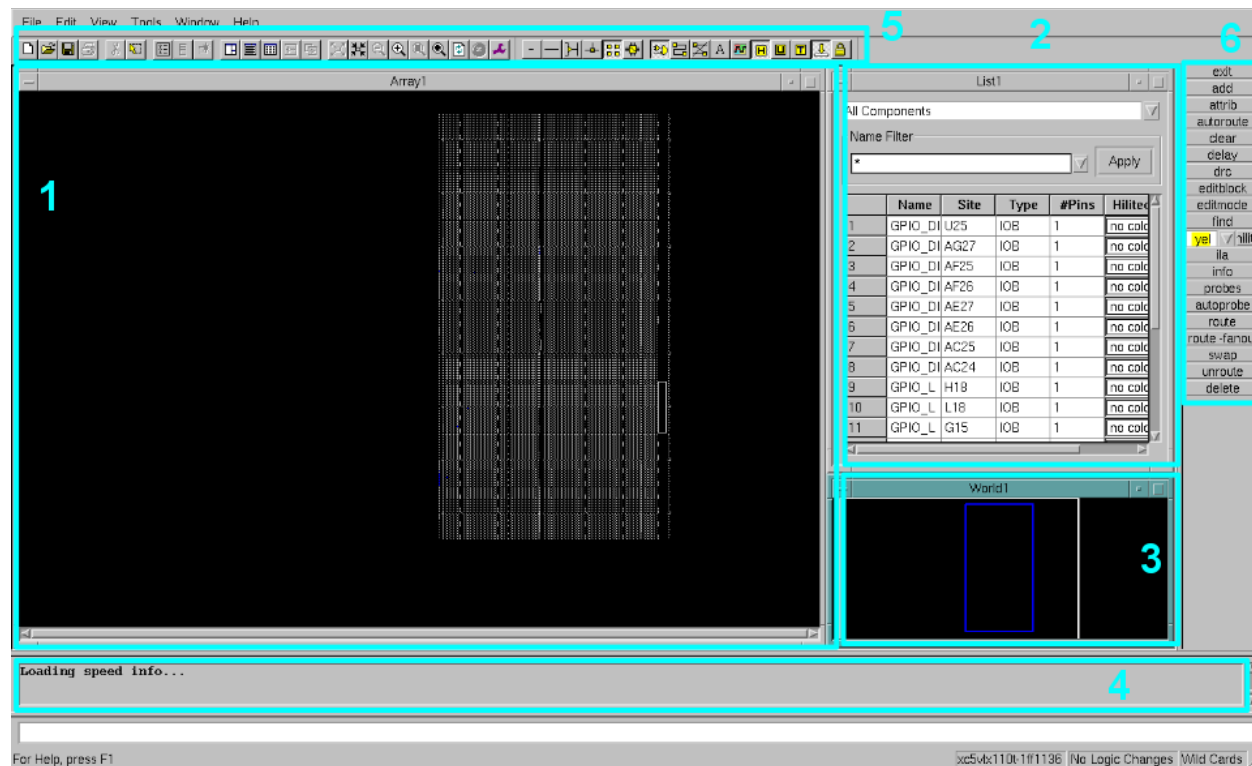 File Edit View Tools Window Help
5
2
6
A
Array1
List1
World1
1
All Components
Name Filter
*
Apply
Name Site Type #Pins Hilited
1 GPIO_DI U25 IOB 1 no colo
2 GPIO_DI AG27 IOB 1 no colo
3 GPIO_DI AF25 IOB 1 no colo
4 GPIO_DI AF26 IOB 1 no colo
5 GPIO_DI AE27 IOB 1 no colo
6 GPIO_DI AE26 IOB 1 no colo
7 GPIO_DI AC25 IOB 1 no colo
8 GPIO_DI AC24 IOB 1 no colo
9 GPIO_L H18 IOB 1 no colo
10 GPIO_L L18 IOB 1 no colo
11 GPIO_L G15 IOB 1 no colo
3
exit
add
attrib
autoroute
clear
delay
drc
editblock
editmode
find
yel hilit
ila
info
probes
autoprobe
route
route -fanou
swap
unroute
delete
Loading speed info...
4
For Help, press F1
xc5vlx110t-1ff1136 No Logic Changes Wild Cards